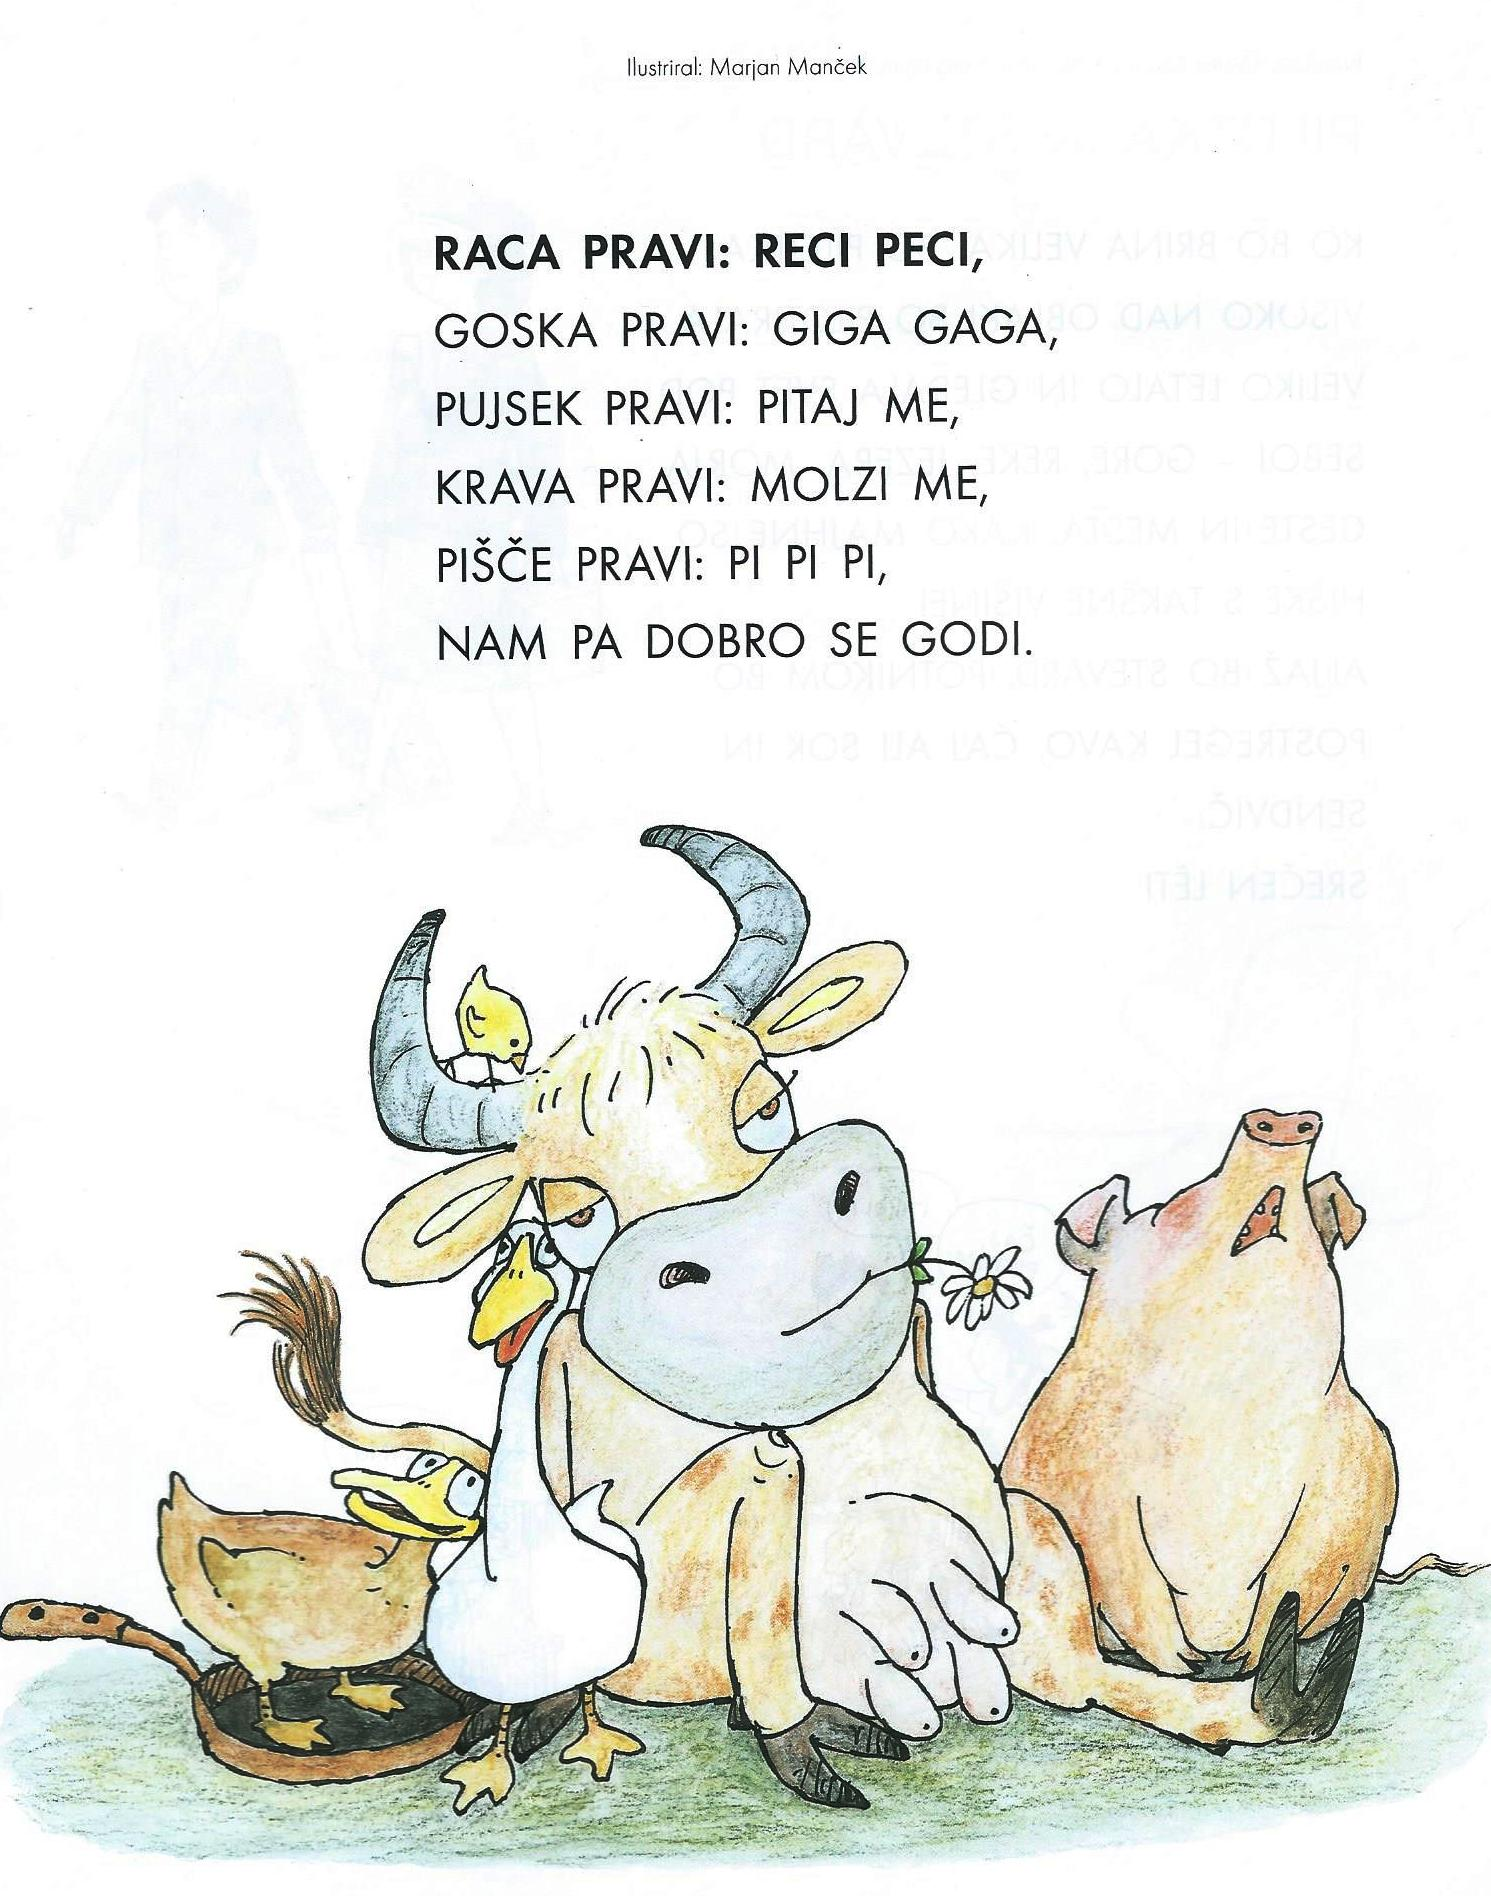 Ilustriral: Marjan Manček
RACA PRAVI: RECI PECI,
GOSKA PRAVI: GIGA GAGA,
PUJSEK PRAVI: PITAJ ME,
KRAVA PRAVI: MOLZI ME,
PIŠČE PRAVI: PI PI PI,
NAM PA DOBRO SE GODI.